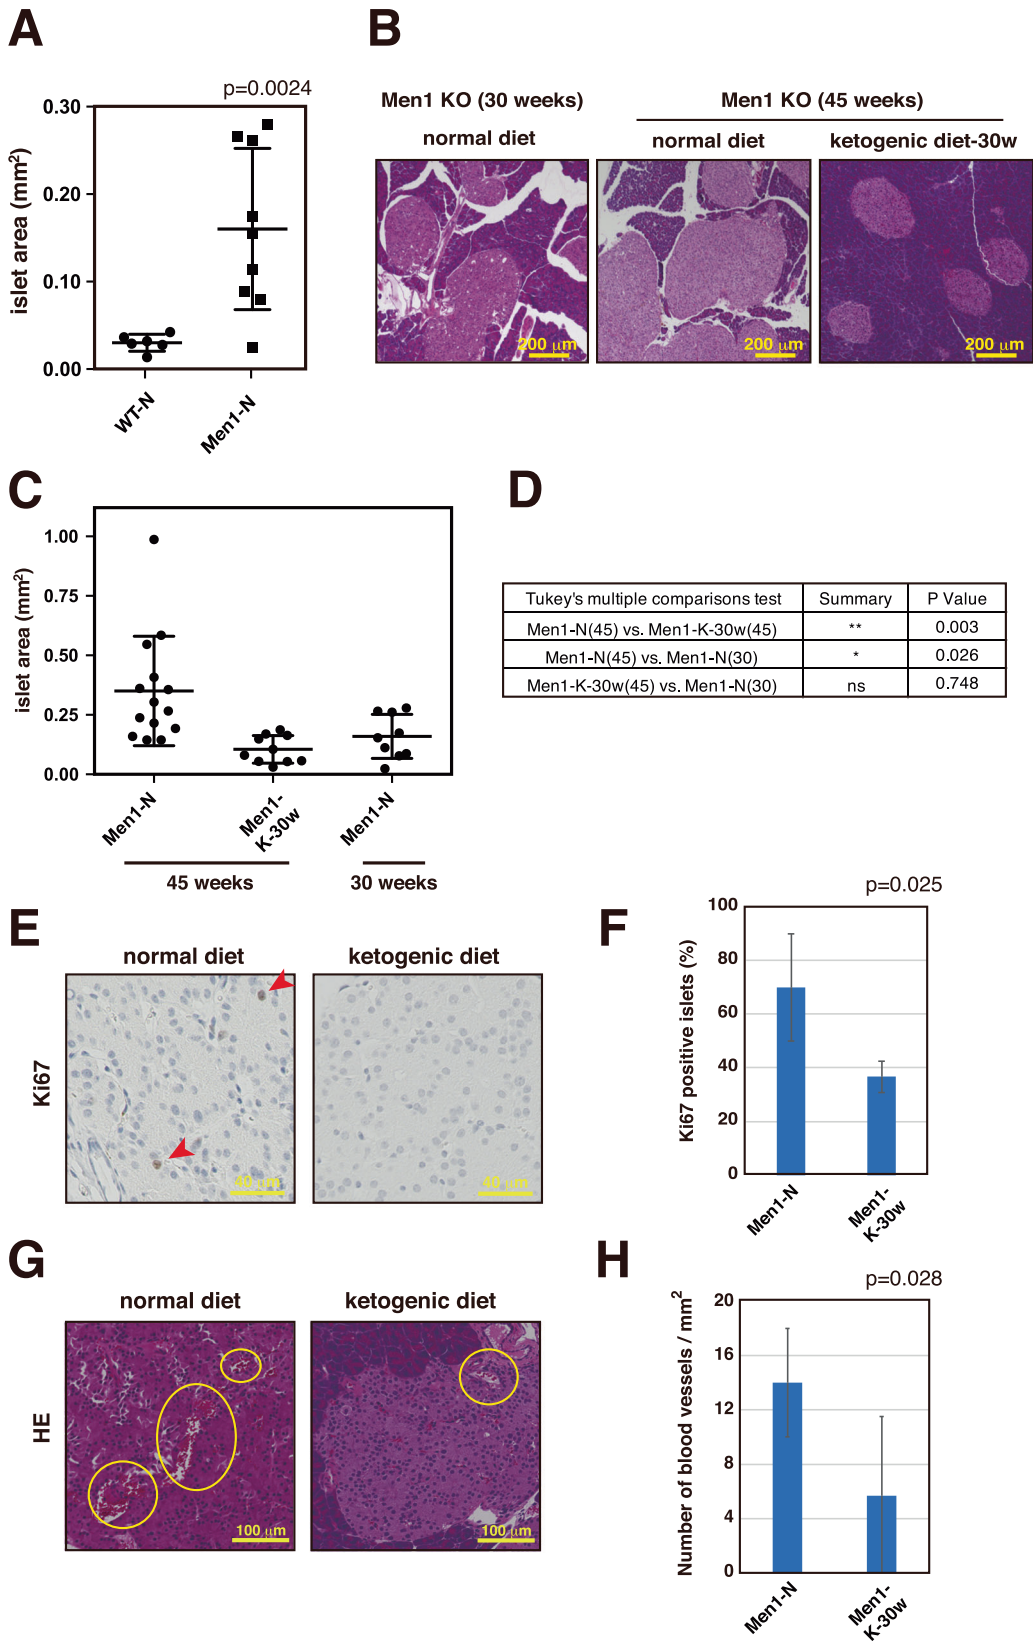 A
p=0.0024
islet area (mm²)
0.30
0.20
0.10
0.00
WT-N
Men1-N
B
Men1 KO (30 weeks)
Men1 KO (45 weeks)
normal diet
normal diet
ketogenic diet-30w
200 µm
200 µm
200 µm
C
islet area (mm²)
1.00
0.75
0.50
0.25
0.00
Men1-N
Men1-
K-30w
Men1-N
45 weeks
30 weeks
D
Tukey's multiple comparisons test Summary P Value
Men1-N(45) vs. Men1-K-30w(45) ** 0.003
Men1-N(45) vs. Men1-N(30) * 0.026
Men1-K-30w(45) vs. Men1-N(30) ns 0.748
E
normal diet
ketogenic diet
Ki67
40 µm
40 µm
F
p=0.025
Ki67 positive islets (%)
100
80
60
40
20
0
Men1-N
Men1-
K-30w
G
normal diet
ketogenic diet
HE
100 µm
100 µm
H
p=0.028
Number of blood vessels / mm²
20
16
12
8
4
0
Men1-N
Men1-
K-30w